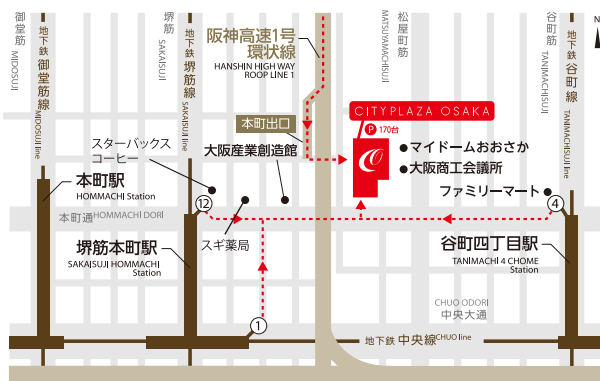 御堂筋
MIDOSUJI
地下鉄 御堂筋線
MIDOSUJI line
堺筋
SAKAISUJI
地下鉄 堺筋線
SAKAISUJI line
阪神高速1号
環状線
HANSHIN HIGH WAY
ROOP LINE 1
松屋町筋
MATSUYAMACHISUJI
谷町筋
TANIMACHISUJI
地下鉄 谷町線
TANIMACHISUJI line
N
CITYPLAZA OSAKA
P 170台
本町出口
スターバックス
コーヒー
大阪産業創造館
●マイドームおおさか
●大阪商工会議所
ファミリーマート●
本町駅
HOMMACHI Station
12
4
本町通 HOMMACHI DORI
スギ薬局
堺筋本町駅
SAKAISUJI HOMMACHI
Station
谷町四丁目駅
TANIMACHI 4 CHOME
Station
CHUO ODORI
中央大通
1
地下鉄 中央線 CHUO line